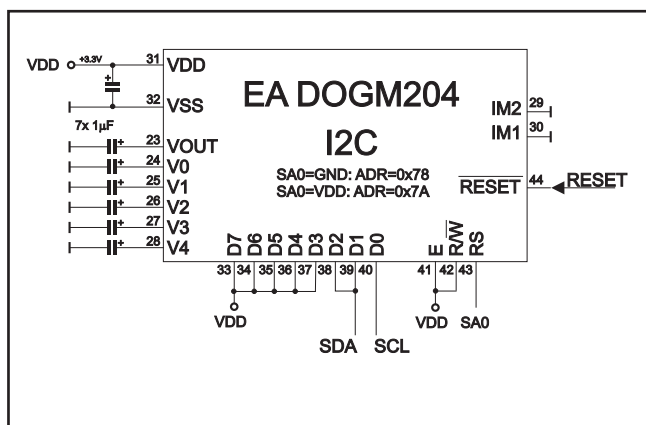 EA DOGM204
I2C
SA0=GND: ADR=0x78
SA0=VDD: ADR=0x7A
VDD
+3.3V
31
VDD
32
VSS
7x 1µF
23
VOUT
24
V0
25
V1
26
V2
27
V3
28
V4
IM2
29
IM1
30
RESET
44
RESET
D7
D6
D5
D4
D3
D2
D1
D0
E
R/W
RS
33
34
35
36
37
38
39
40
41
42
43
VDD
VDD
SA0
SDA
SCL